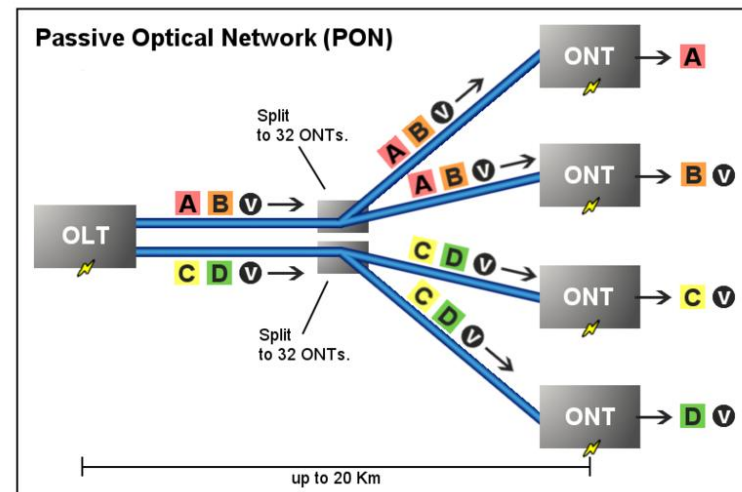 Passive Optical Network (PON)
Split
to 32 ONTs.
A B V
A B V
A B V
OLT
C D V
C D V
C D V
Split
to 32 ONTs.
ONT
A
ONT
B V
ONT
C V
ONT
D V
up to 20 Km